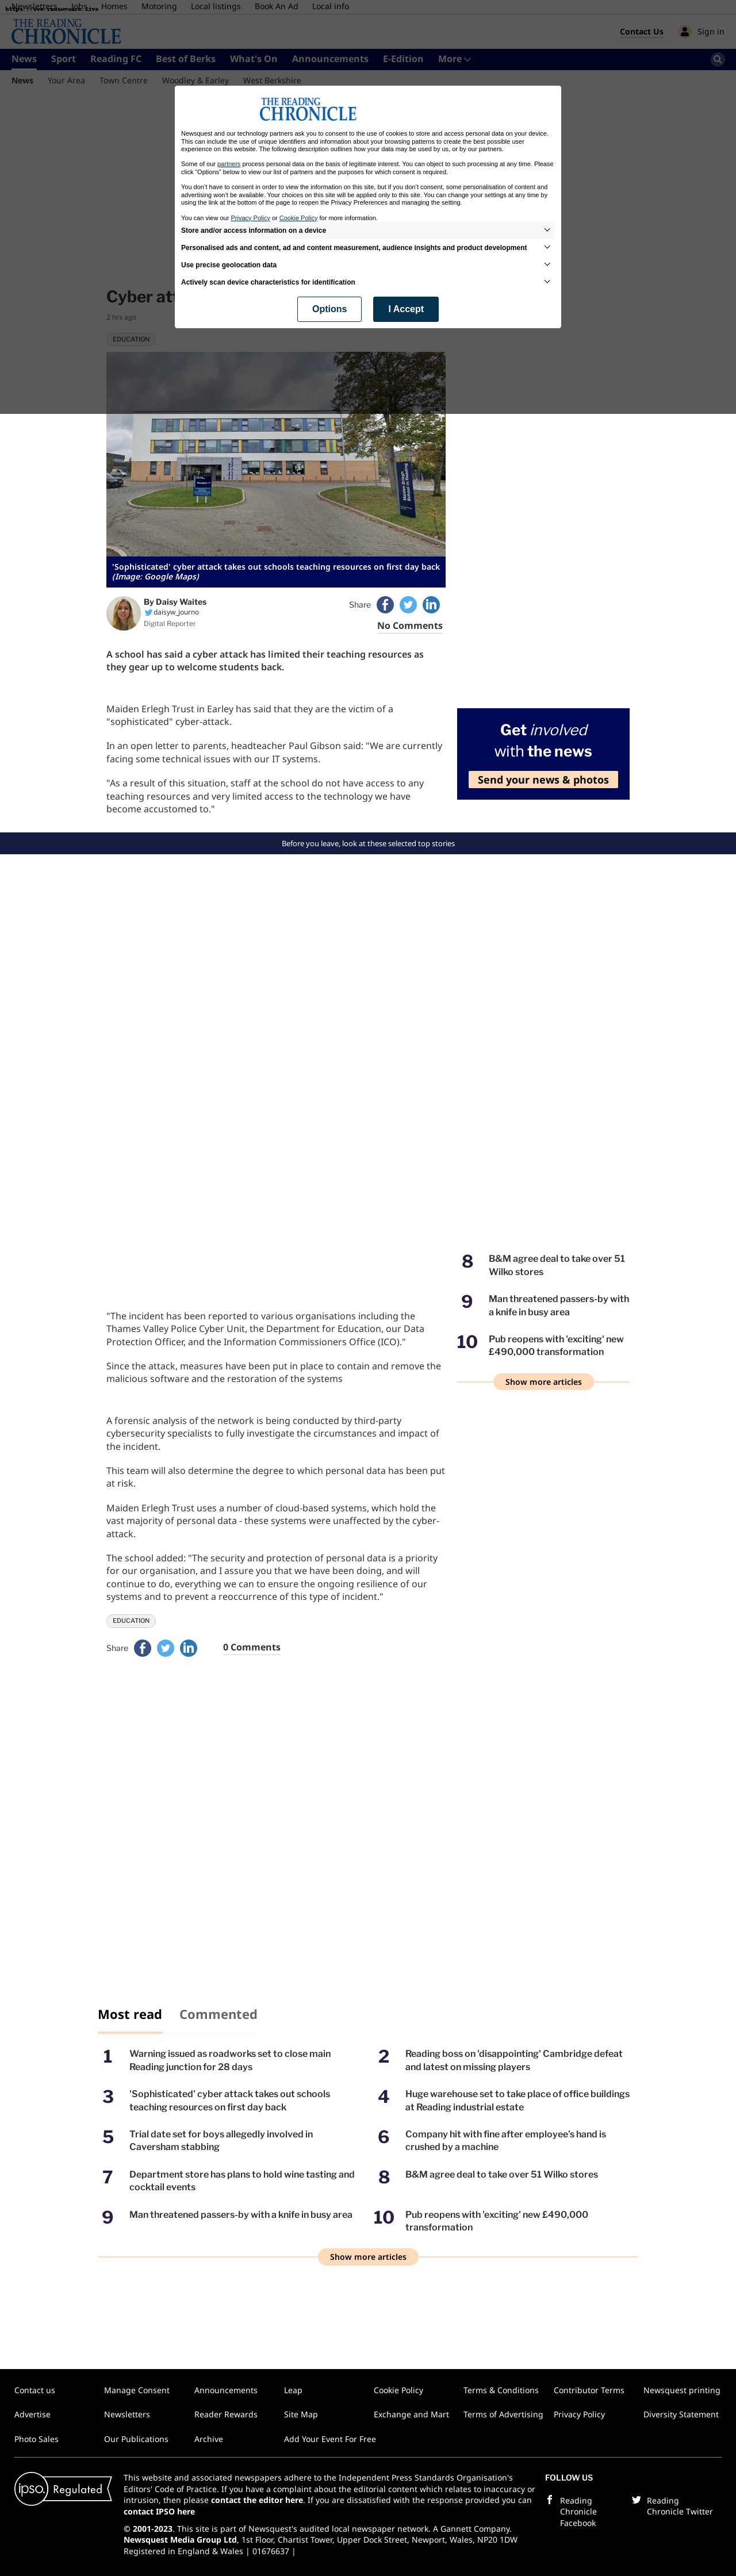 https://www.ransomware.live
Newsletters Jobs Homes Motoring Local listings Book An Ad Local info
THE READING
CHRONICLE
Contact Us Sign in
News Sport Reading FC Best of Berks What's On Announcements E-Edition More
News Your Area Town Centre Woodley & Earley West Berkshire
THE READING
CHRONICLE
Newsquest and our technology partners ask you to consent to the use of cookies to store and access personal data on your device.
This can include the use of unique identifiers and information about your browsing patterns to create the best possible user
experience on this website. The following description outlines how your data may be used by us, or by our partners.
Some of our partners process personal data on the basis of legitimate interest. You can object to such processing at any time. Please
click "Options" below to view our list of partners and the purposes for which consent is required.
You don't have to consent in order to view the information on this site, but if you don't consent, some personalisation of content and
advertising won't be available. Your choices on this site will be applied only to this site. You can change your settings at any time by
using the link at the bottom of the page to reopen the Privacy Preferences and managing the setting.
You can view our Privacy Policy or Cookie Policy for more information.
Store and/or access information on a device
Personalised ads and content, ad and content measurement, audience insights and product development
Use precise geolocation data
Actively scan device characteristics for identification
Options I Accept
Cyber att
2 hrs ago
EDUCATION
'Sophisticated' cyber attack takes out schools teaching resources on first day back
(Image: Google Maps)
By Daisy Waites
daisyw_journo
Digital Reporter
Share
No Comments
A school has said a cyber attack has limited their teaching resources as
they gear up to welcome students back.
Maiden Erlegh Trust in Earley has said that they are the victim of a
"sophisticated" cyber-attack.
In an open letter to parents, headteacher Paul Gibson said: "We are currently
facing some technical issues with our IT systems.
"As a result of this situation, staff at the school do not have access to any
teaching resources and very limited access to the technology we have
become accustomed to."
Get involved
with the news
Send your news & photos
Before you leave, look at these selected top stories
8 B&M agree deal to take over 51
Wilko stores
9 Man threatened passers-by with
a knife in busy area
10 Pub reopens with 'exciting' new
£490,000 transformation
Show more articles
"The incident has been reported to various organisations including the
Thames Valley Police Cyber Unit, the Department for Education, our Data
Protection Officer, and the Information Commissioners Office (ICO)."
Since the attack, measures have been put in place to contain and remove the
malicious software and the restoration of the systems
A forensic analysis of the network is being conducted by third-party
cybersecurity specialists to fully investigate the circumstances and impact of
the incident.
This team will also determine the degree to which personal data has been put
at risk.
Maiden Erlegh Trust uses a number of cloud-based systems, which hold the
vast majority of personal data - these systems were unaffected by the cyber-
attack.
The school added: "The security and protection of personal data is a priority
for our organisation, and I assure you that we have been doing, and will
continue to do, everything we can to ensure the ongoing resilience of our
systems and to prevent a reoccurrence of this type of incident."
EDUCATION
Share 0 Comments
Most read Commented
1 Warning issued as roadworks set to close main
Reading junction for 28 days
2 Reading boss on 'disappointing' Cambridge defeat
and latest on missing players
3 'Sophisticated' cyber attack takes out schools
teaching resources on first day back
4 Huge warehouse set to take place of office buildings
at Reading industrial estate
5 Trial date set for boys allegedly involved in
Caversham stabbing
6 Company hit with fine after employee's hand is
crushed by a machine
7 Department store has plans to hold wine tasting and
cocktail events
8 B&M agree deal to take over 51 Wilko stores
9 Man threatened passers-by with a knife in busy area
10 Pub reopens with 'exciting' new £490,000
transformation
Show more articles
Contact us Manage Consent Announcements Leap Cookie Policy Terms & Conditions Contributor Terms Newsquest printing
Advertise Newsletters Reader Rewards Site Map Exchange and Mart Terms of Advertising Privacy Policy Diversity Statement
Photo Sales Our Publications Archive Add Your Event For Free
ipso. Regulated
This website and associated newspapers adhere to the Independent Press Standards Organisation's
Editors' Code of Practice. If you have a complaint about the editorial content which relates to inaccuracy or
intrusion, then please contact the editor here. If you are dissatisfied with the response provided you can
contact IPSO here
© 2001-2023. This site is part of Newsquest's audited local newspaper network. A Gannett Company.
Newsquest Media Group Ltd, 1st Floor, Chartist Tower, Upper Dock Street, Newport, Wales, NP20 1DW
Registered in England & Wales | 01676637 |
FOLLOW US
Reading
Chronicle
Facebook
Reading
Chronicle Twitter